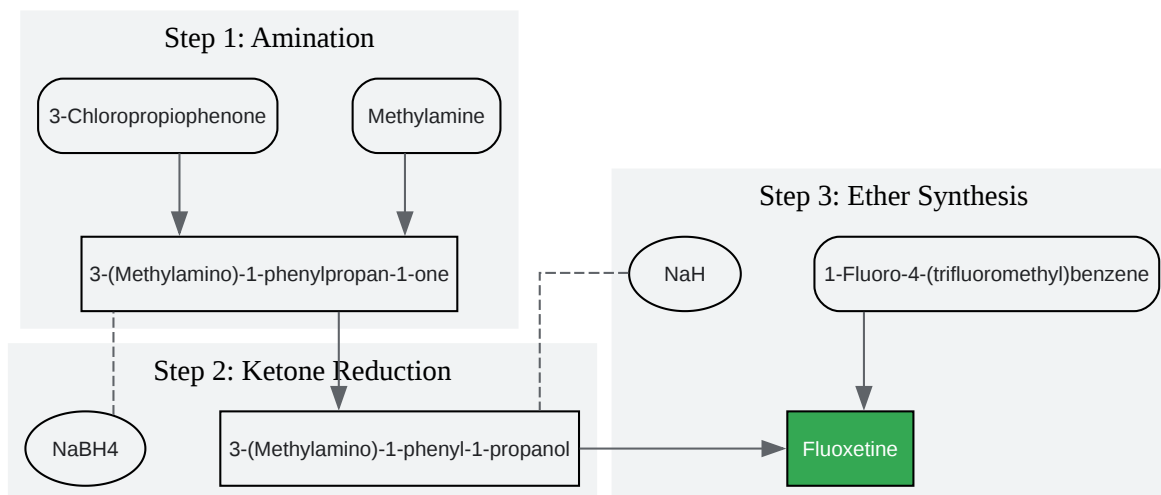 Step 1: Amination
3-Chloropropiophenone
Methylamine
3-(Methylamino)-1-phenylpropan-1-one
Step 2: Ketone Reduction
NaBH4
3-(Methylamino)-1-phenyl-1-propanol
Step 3: Ether Synthesis
NaH
1-Fluoro-4-(trifluoromethyl)benzene
Fluoxetine